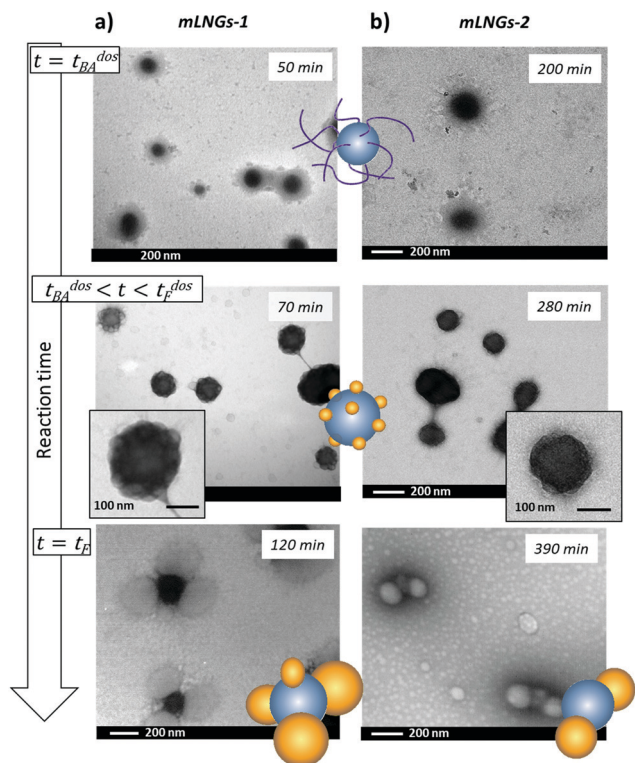 a) mLNGs-1
b) mLNGs-2
t = t_BA^dos
50 min
200 min
200 nm
200 nm
t_BA^dos < t < t_F^dos
70 min
280 min
Reaction time
100 nm
200 nm
100 nm
t = t_F
120 min
390 min
200 nm
200 nm